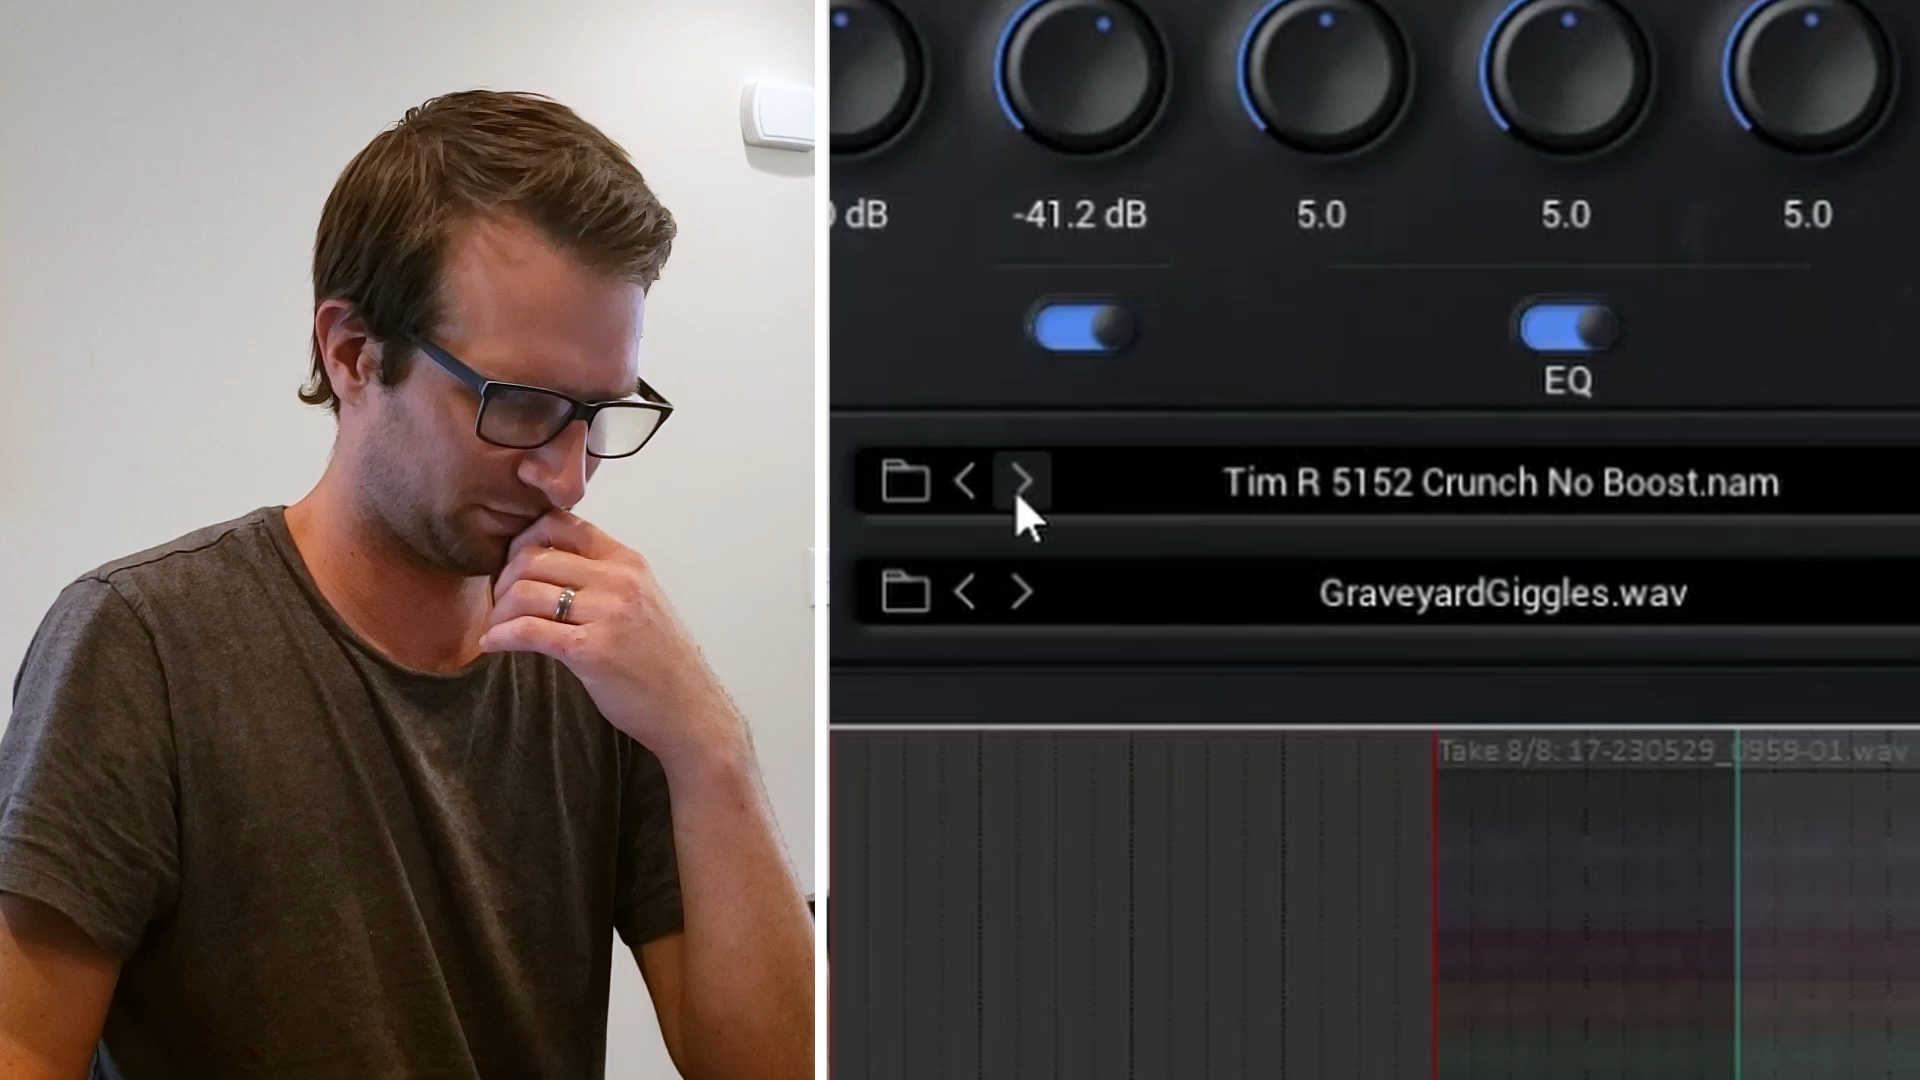 dB
-41.2 dB
5.0
5.0
5.0
EQ
Tim R 5152 Crunch No Boost.nam
GraveyardGiggles.wav
Take 8/8: 17-230529_0959-01.wav